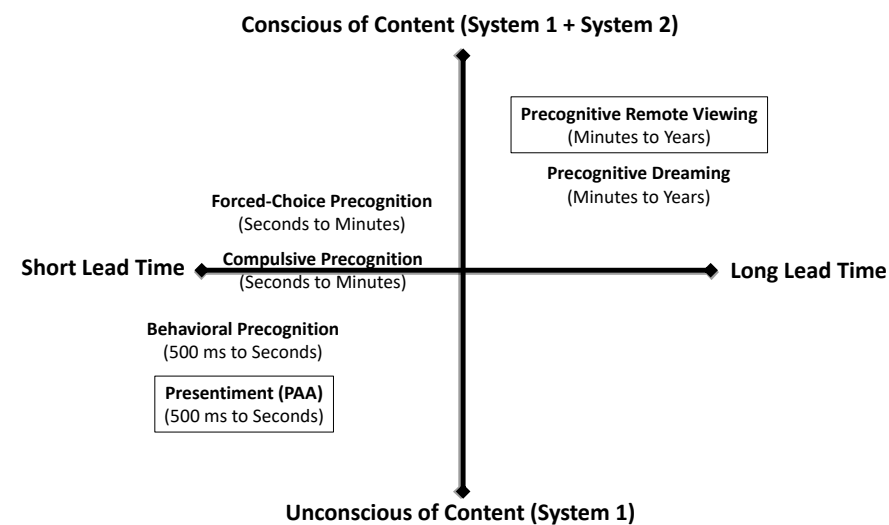 Conscious of Content (System 1 + System 2)
Precognitive Remote Viewing
(Minutes to Years)
Precognitive Dreaming
(Minutes to Years)
Forced-Choice Precognition
(Seconds to Minutes)
Short Lead Time
Compulsive Precognition
(Seconds to Minutes)
Long Lead Time
Behavioral Precognition
(500 ms to Seconds)
Presentiment (PAA)
(500 ms to Seconds)
Unconscious of Content (System 1)